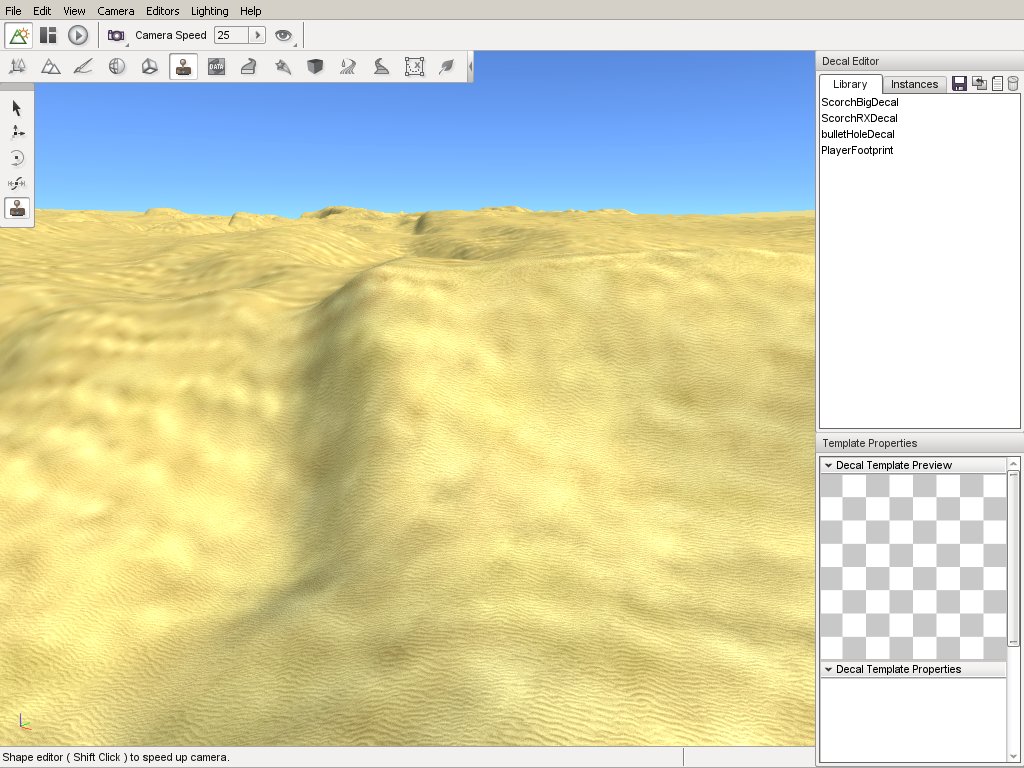 File Edit View Camera Editors Lighting Help
Camera Speed 25
DATA
Decal Editor
Library Instances
ScorchBigDecal
ScorchRXDecal
bulletHoleDecal
PlayerFootprint
Template Properties
Decal Template Preview
Decal Template Properties
Shape editor ( Shift Click ) to speed up camera.